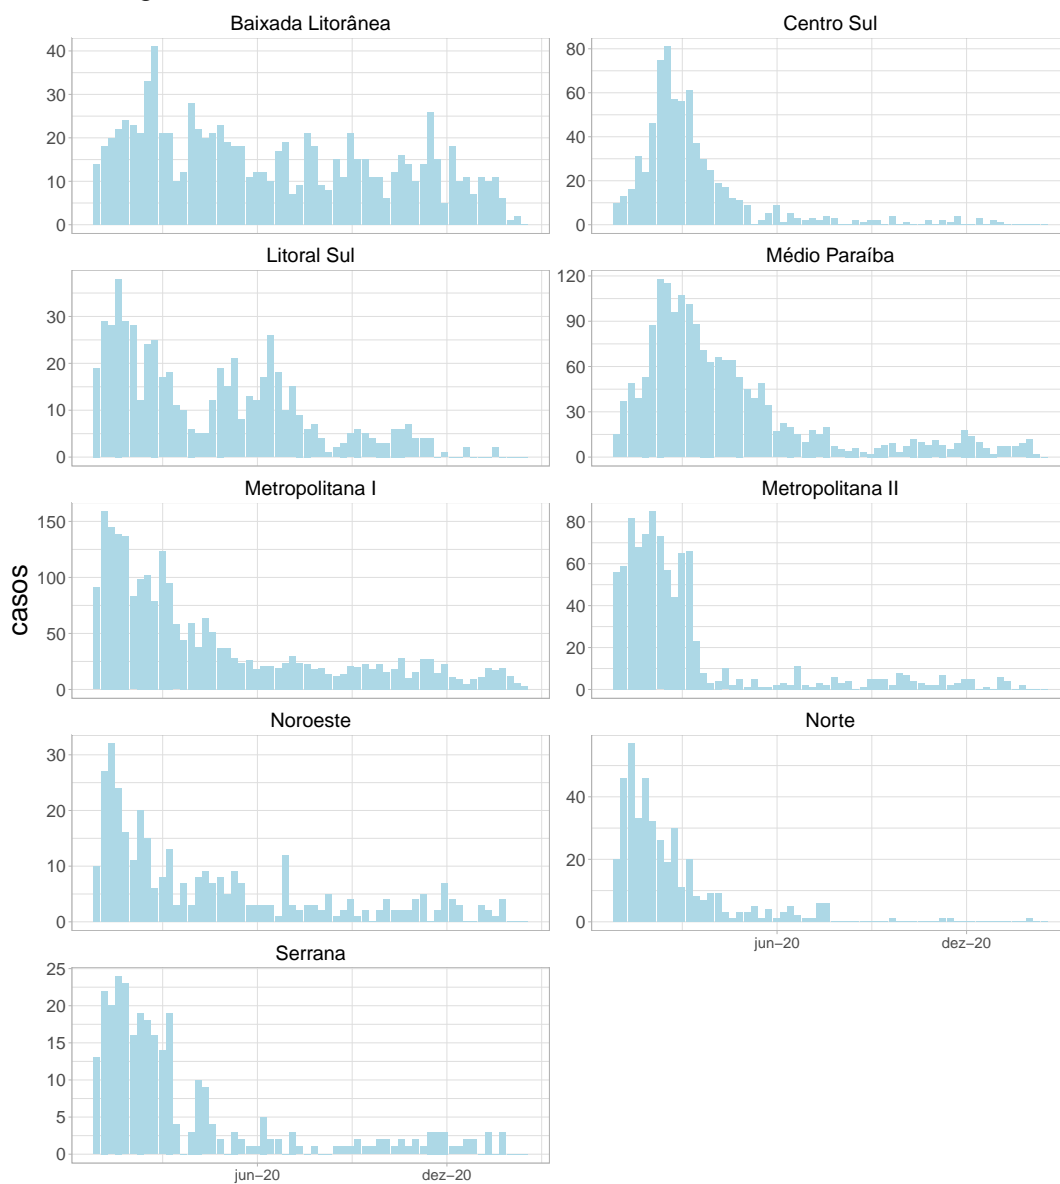 Baixada Litorânea
Centro Sul
40
30
20
10
0
80
60
40
20
0
Litoral Sul
Médio Paraíba
30
20
10
0
120
90
60
30
0
Metropolitana I
Metropolitana II
150
100
50
0
80
60
40
20
0
casos
Noroeste
Norte
30
20
10
0
40
20
0
jun−20
dez−20
Serrana
25
20
15
10
5
0
jun−20
dez−20